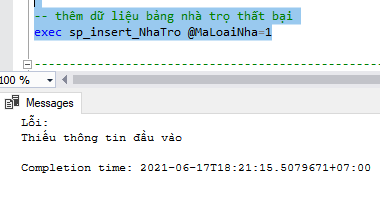 -- thêm dữ liệu bảng nhà trọ thất bại
exec sp_insert_NhaTro @MaLoaiNha=1
100 %
Messages
Lỗi:
Thiếu thông tin đầu vào
Completion time: 2021-06-17T18:21:15.5079671+07:00